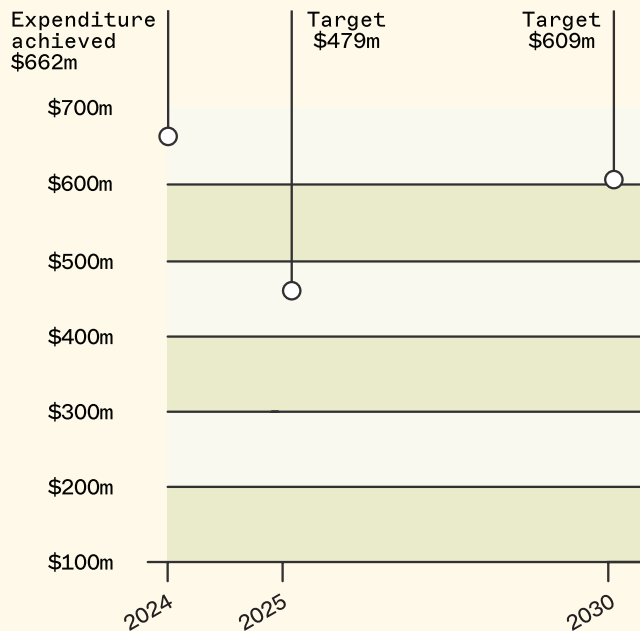 Expenditure
achieved
$662m
Target
$479m
Target
$609m
$700m
$600m
$500m
$400m
$300m
$200m
$100m
2024
2025
2030